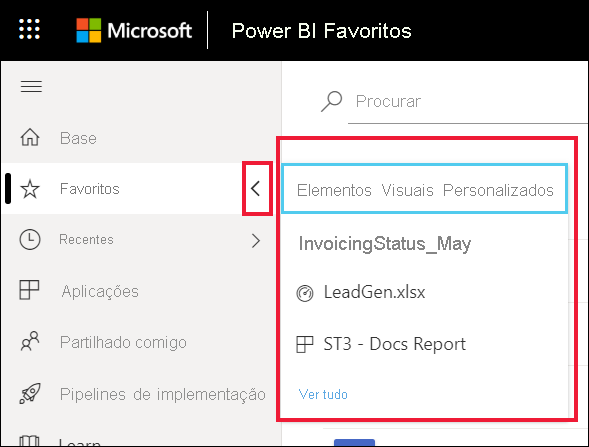 Microsoft
Power BI Favoritos
Procurar
Base
Favoritos
Recentes
Aplicações
Partilhado comigo
Pipelines de implementação
Learn
Elementos Visuais Personalizados
InvoicingStatus_May
LeadGen.xlsx
ST3 - Docs Report
Ver tudo